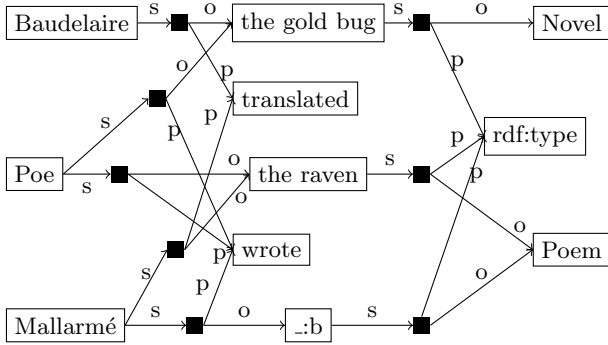 Baudelaire s o the gold bug s o Novel
o p p
s p translated p
p rdf:type
Poe s o the raven s p
o
s p wrote o Poem
p o
Mallarmé s o _:b s